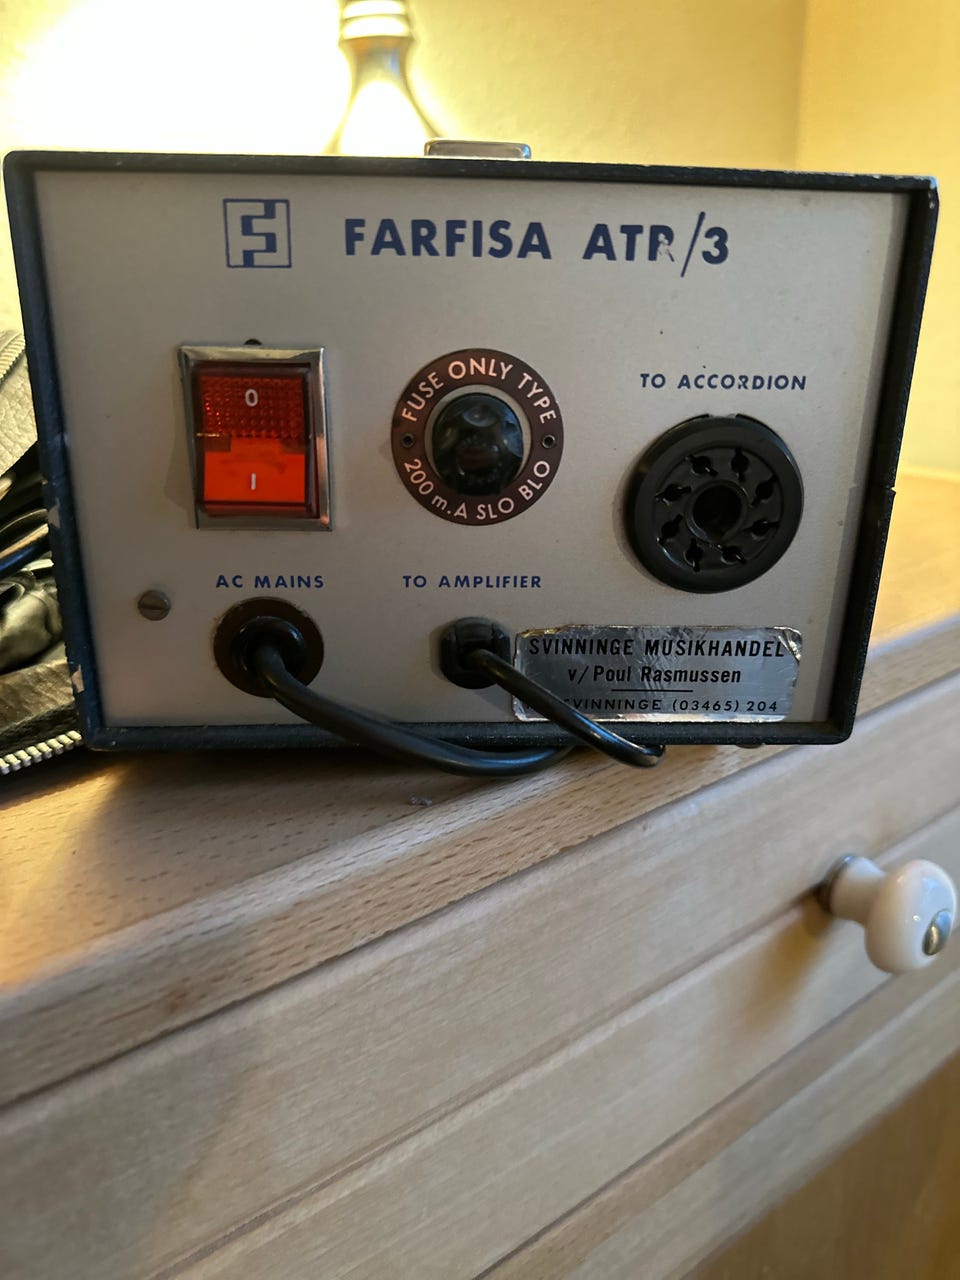 FARFISA ATR/3
0
I
FUSE ONLY TYPE
200 m.A SLO BLO
TO ACCORDION
AC MAINS
TO AMPLIFIER
SVINNINGE MUSIKHANDEL
v/Poul Rasmussen
SVINNINGE (03465) 204